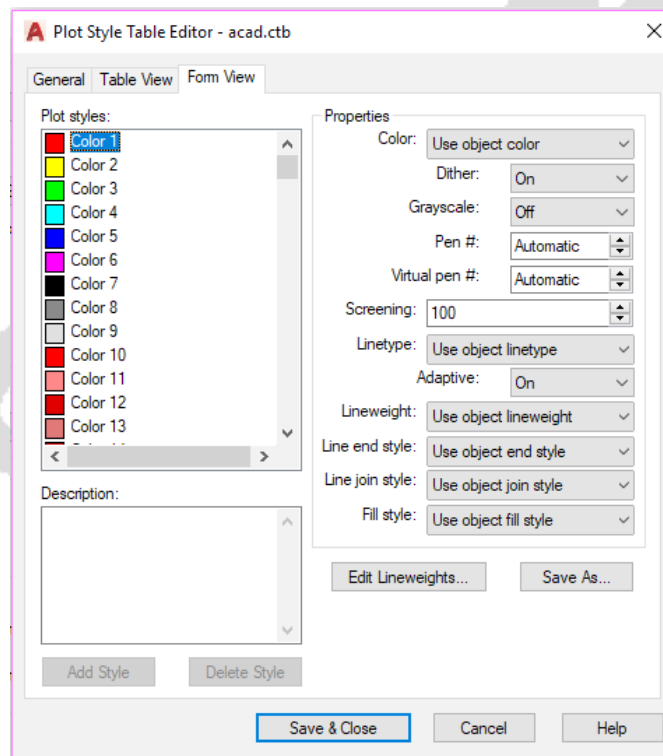 Plot Style Table Editor - acad.ctb
General Table View Form View
Plot styles:
Color 1
Color 2
Color 3
Color 4
Color 5
Color 6
Color 7
Color 8
Color 9
Color 10
Color 11
Color 12
Color 13
Description:
Add Style Delete Style
Properties
Color: Use object color
Dither: On
Grayscale: Off
Pen #: Automatic
Virtual pen #: Automatic
Screening: 100
Linetype: Use object linetype
Adaptive: On
Lineweight: Use object lineweight
Line end style: Use object end style
Line join style: Use object join style
Fill style: Use object fill style
Edit Lineweights... Save As...
Save & Close Cancel Help